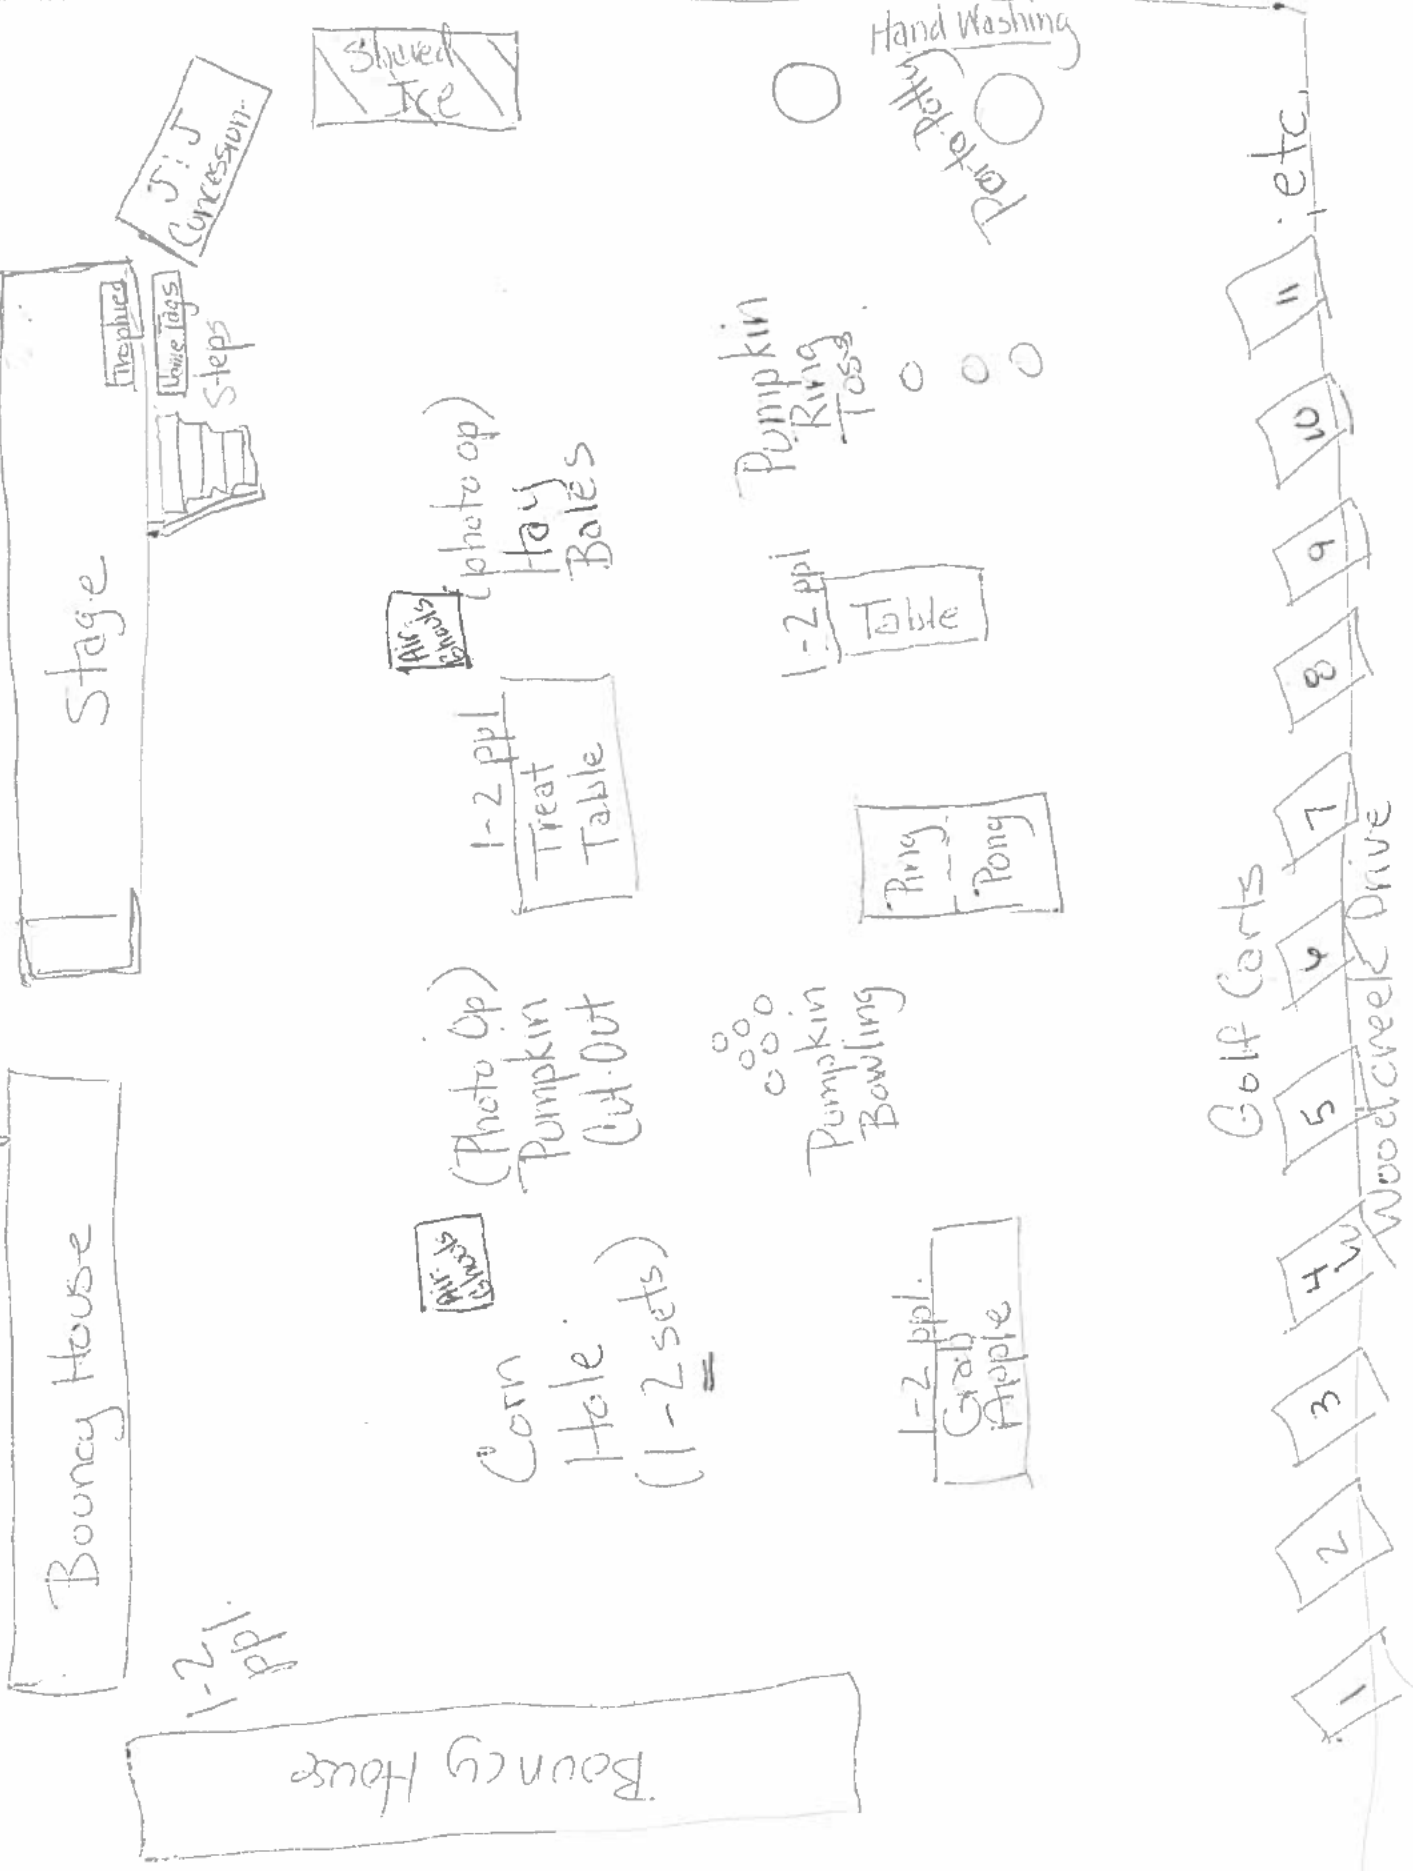 Bouncy House
Stage
Trophies
Name Tags
Steps
J & J
Concession
Shaved
Ice
1-2
ppl.
Bouncy House
Air
Chuck
(Photo Op)
Pumpkin
Cut-Out
1-2 ppl
Treat
Table
(photo op)
Hay
Bales
Corn
Hole
(1-2 sets)
Pumpkin
Bowling
Ping
Pong
1-2 ppl
Table
Pumpkin
Ring
Toss
Hand Washing
Porta Potty
1-2 ppl.
Grab
Apple
Golf Carts
1 2 3 4 5 6 7 8 9 10 11 ; etc.
Woodcreek Drive